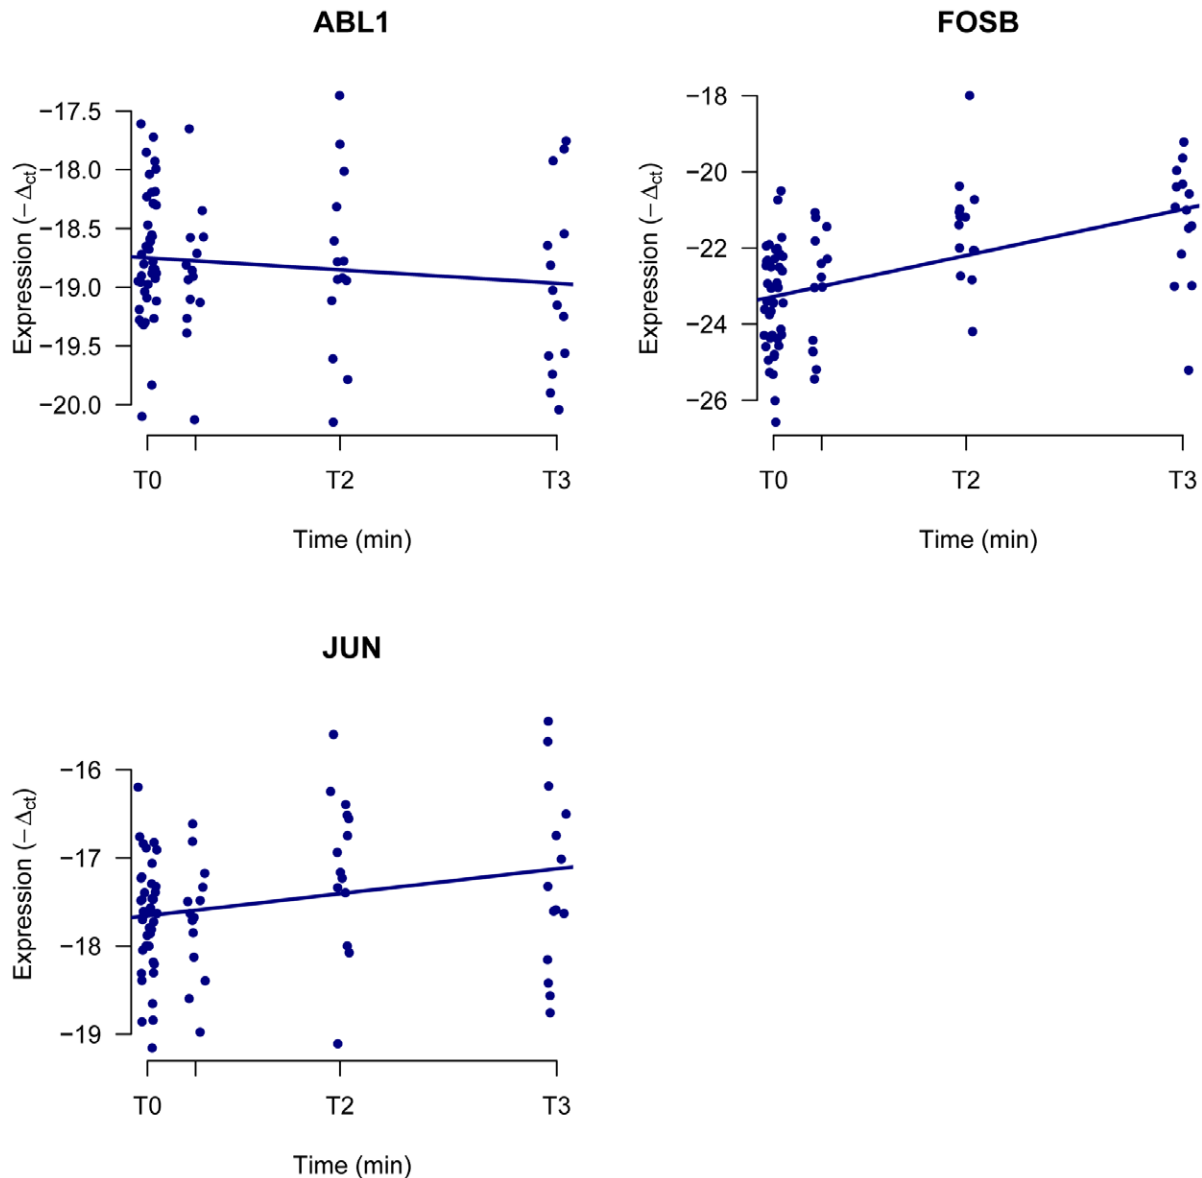 ABL1
−17.5
−18.0
−18.5
−19.0
−19.5
−20.0
Expression (−Δct)
T0 T2 T3
Time (min)
FOSB
−18
−20
−22
−24
−26
Expression (−Δct)
T0 T2 T3
Time (min)
JUN
−16
−17
−18
−19
Expression (−Δct)
T0 T2 T3
Time (min)